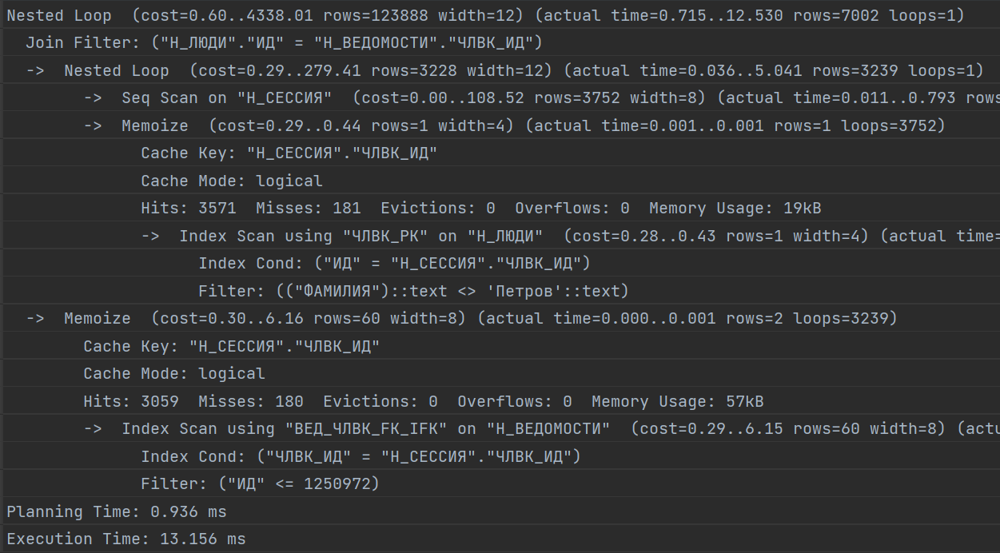 Nested Loop  (cost=0.60..4338.01 rows=123888 width=12) (actual time=0.715..12.530 rows=7002 loops=1)
  Join Filter: ("Н_ЛЮДИ"."ИД" = "Н_ВЕДОМОСТИ"."ЧЛВК_ИД")
  ->  Nested Loop  (cost=0.29..279.41 rows=3228 width=12) (actual time=0.036..5.041 rows=3239 loops=1)
        ->  Seq Scan on "Н_СЕССИЯ"  (cost=0.00..108.52 rows=3752 width=8) (actual time=0.011..0.793 rows
        ->  Memoize  (cost=0.29..0.44 rows=1 width=4) (actual time=0.001..0.001 rows=1 loops=3752)
              Cache Key: "Н_СЕССИЯ"."ЧЛВК_ИД"
              Cache Mode: logical
              Hits: 3571  Misses: 181  Evictions: 0  Overflows: 0  Memory Usage: 19kB
              ->  Index Scan using "ЧЛВК_PK" on "Н_ЛЮДИ"  (cost=0.28..0.43 rows=1 width=4) (actual time=
                    Index Cond: ("ИД" = "Н_СЕССИЯ"."ЧЛВК_ИД")
                    Filter: (("ФАМИЛИЯ")::text <> 'Петров'::text)
  ->  Memoize  (cost=0.30..6.16 rows=60 width=8) (actual time=0.000..0.001 rows=2 loops=3239)
        Cache Key: "Н_СЕССИЯ"."ЧЛВК_ИД"
        Cache Mode: logical
        Hits: 3059  Misses: 180  Evictions: 0  Overflows: 0  Memory Usage: 57kB
        ->  Index Scan using "ВЕД_ЧЛВК_FK_IFK" on "Н_ВЕДОМОСТИ"  (cost=0.29..6.15 rows=60 width=8) (actu
              Index Cond: ("ЧЛВК_ИД" = "Н_СЕССИЯ"."ЧЛВК_ИД")
              Filter: ("ИД" <= 1250972)
Planning Time: 0.936 ms
Execution Time: 13.156 ms